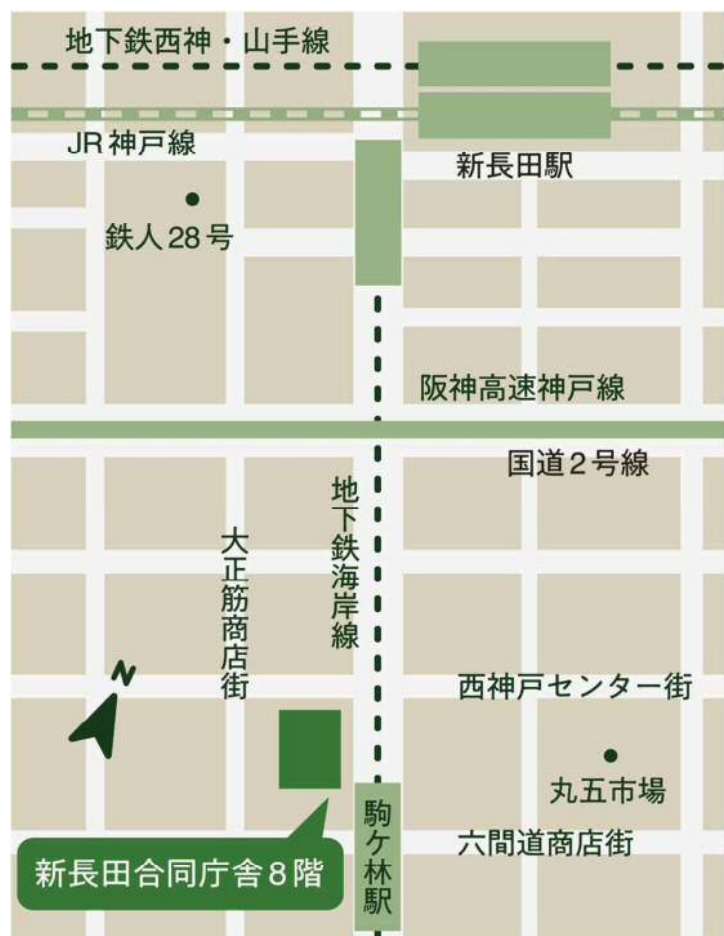 地下鉄西神・山手線
JR神戸線
新長田駅
鉄人28号
阪神高速神戸線
国道2号線
地下鉄海岸線
大正筋商店街
N
西神戸センター街
丸五市場
駒ケ林駅
六間道商店街
新長田合同庁舎8階